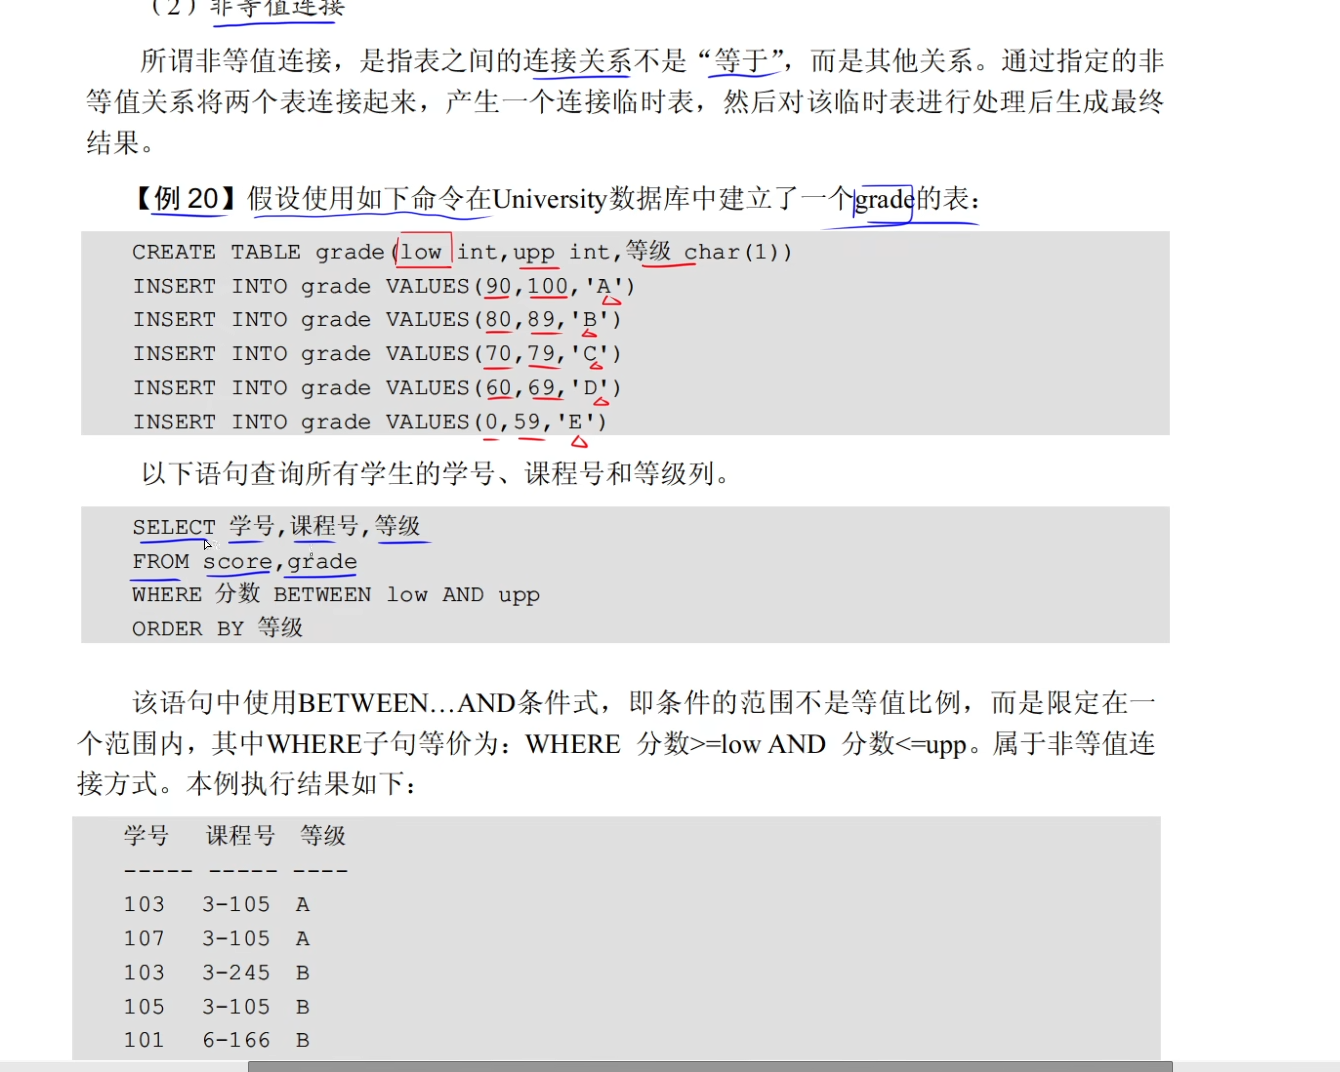 （2）非等值连接
所谓非等值连接，是指表之间的连接关系不是“等于”，而是其他关系。通过指定的非
等值关系将两个表连接起来，产生一个连接临时表，然后对该临时表进行处理后生成最终
结果。
【例 20】假设使用如下命令在University数据库中建立了一个grade的表：
CREATE TABLE grade(low int,upp int,等级 char(1))
INSERT INTO grade VALUES(90,100,'A')
INSERT INTO grade VALUES(80,89,'B')
INSERT INTO grade VALUES(70,79,'C')
INSERT INTO grade VALUES(60,69,'D')
INSERT INTO grade VALUES(0,59,'E')
以下语句查询所有学生的学号、课程号和等级列。
SELECT 学号,课程号,等级
FROM score,grade
WHERE 分数 BETWEEN low AND upp
ORDER BY 等级
该语句中使用BETWEEN…AND条件式，即条件的范围不是等值比例，而是限定在一
个范围内，其中WHERE子句等价为：WHERE 分数>=low AND 分数<=upp。属于非等值连
接方式。本例执行结果如下：
学号 课程号 等级
----- ----- ----
103 3-105 A
107 3-105 A
103 3-245 B
105 3-105 B
101 6-166 B